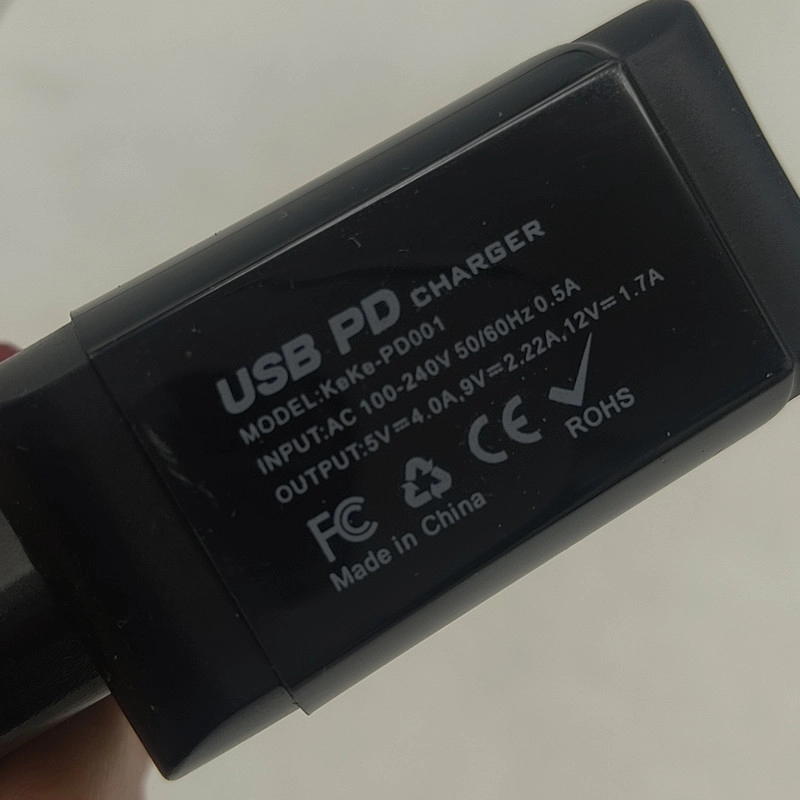 USB PD CHARGER
MODEL:KeKe-PD001
INPUT:AC 100-240V 50/60Hz 0.5A
OUTPUT:5V⎓4.0A,9V⎓2.22A,12V⎓1.7A
FC CE ROHS
Made in China